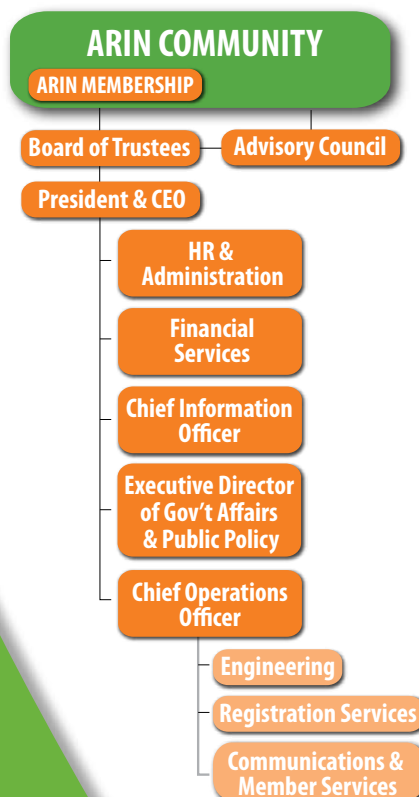 ARIN COMMUNITY
ARIN MEMBERSHIP
Board of Trustees
Advisory Council
President & CEO
HR &
Administration
Financial
Services
Chief Information
Officer
Executive Director
of Gov't Affairs
& Public Policy
Chief Operations
Officer
Engineering
Registration Services
Communications &
Member Services